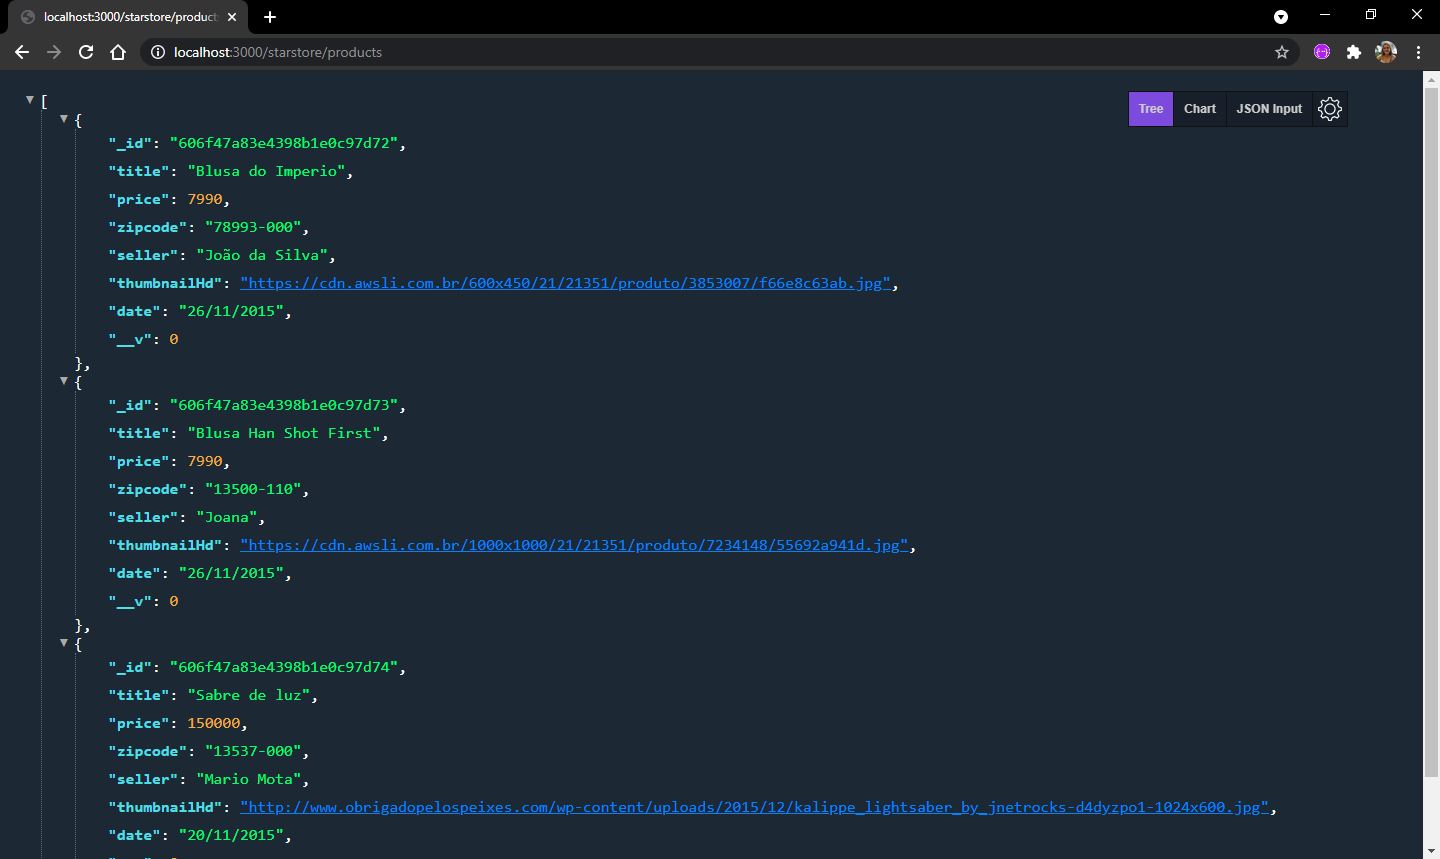 localhost:3000/starstore/product
localhost:3000/starstore/products
Tree Chart JSON Input
[
{
"_id": "606f47a83e4398b1e0c97d72",
"title": "Blusa do Imperio",
"price": 7990,
"zipcode": "78993-000",
"seller": "João da Silva",
"thumbnailHd": "https://cdn.awsli.com.br/600x450/21/21351/produto/3853007/f66e8c63ab.jpg",
"date": "26/11/2015",
"__v": 0
},
{
"_id": "606f47a83e4398b1e0c97d73",
"title": "Blusa Han Shot First",
"price": 7990,
"zipcode": "13500-110",
"seller": "Joana",
"thumbnailHd": "https://cdn.awsli.com.br/1000x1000/21/21351/produto/7234148/55692a941d.jpg",
"date": "26/11/2015",
"__v": 0
},
{
"_id": "606f47a83e4398b1e0c97d74",
"title": "Sabre de luz",
"price": 150000,
"zipcode": "13537-000",
"seller": "Mario Mota",
"thumbnailHd": "http://www.obrigadopelospeixes.com/wp-content/uploads/2015/12/kalippe_lightsaber_by_jnetrocks-d4dyzpo1-1024x600.jpg",
"date": "20/11/2015",